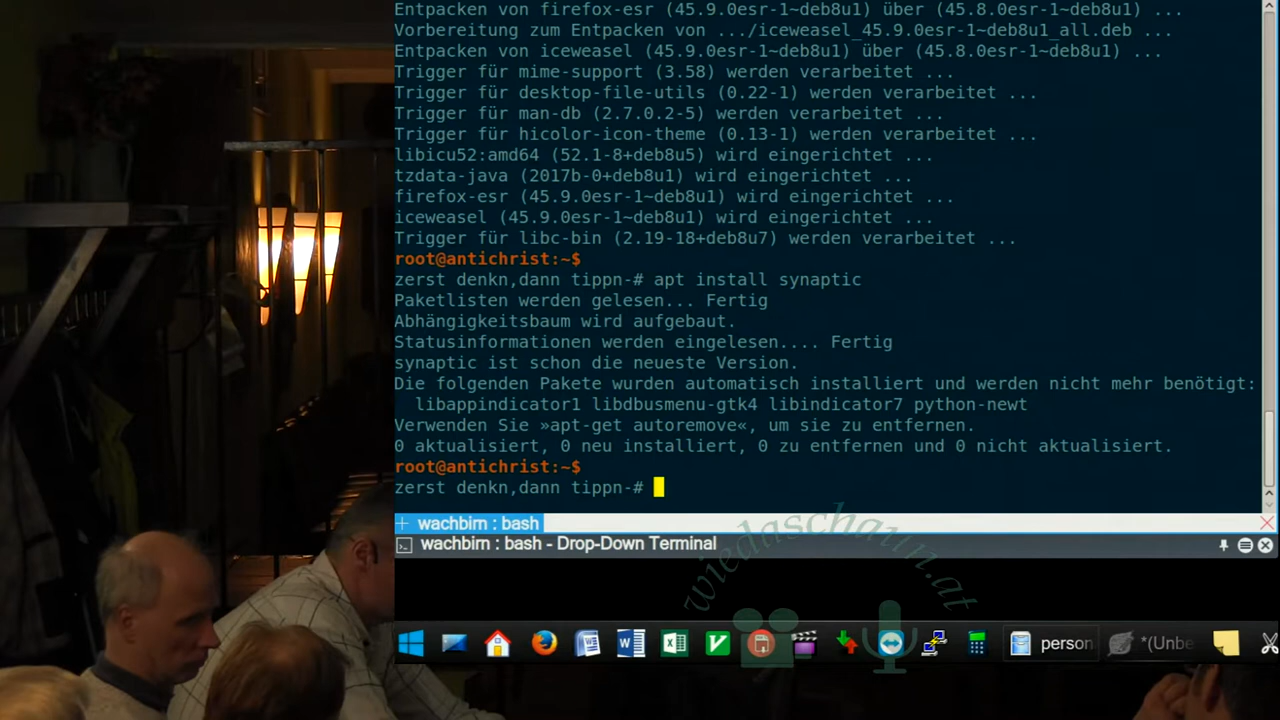 Entpacken von firefox-esr (45.9.0esr-1~deb8u1) über (45.8.0esr-1~deb8u1) ...
Vorbereitung zum Entpacken von .../iceweasel_45.9.0esr-1~deb8u1_all.deb ...
Entpacken von iceweasel (45.9.0esr-1~deb8u1) über (45.8.0esr-1~deb8u1) ...
Trigger für mime-support (3.58) werden verarbeitet ...
Trigger für desktop-file-utils (0.22-1) werden verarbeitet ...
Trigger für man-db (2.7.0.2-5) werden verarbeitet ...
Trigger für hicolor-icon-theme (0.13-1) werden verarbeitet ...
libicu52:amd64 (52.1-8+deb8u5) wird eingerichtet ...
tzdata-java (2017b-0+deb8u1) wird eingerichtet ...
firefox-esr (45.9.0esr-1~deb8u1) wird eingerichtet ...
iceweasel (45.9.0esr-1~deb8u1) wird eingerichtet ...
Trigger für libc-bin (2.19-18+deb8u7) werden verarbeitet ...
root@antichrist:~$
zerst denkn,dann tippn-# apt install synaptic
Paketlisten werden gelesen... Fertig
Abhängigkeitsbaum wird aufgebaut.
Statusinformationen werden eingelesen.... Fertig
synaptic ist schon die neueste Version.
Die folgenden Pakete wurden automatisch installiert und werden nicht mehr benötigt:
libappindicator1 libdbusmenu-gtk4 libindicator7 python-newt
Verwenden Sie »apt-get autoremove«, um sie zu entfernen.
0 aktualisiert, 0 neu installiert, 0 zu entfernen und 0 nicht aktualisiert.
root@antichrist:~$
zerst denkn,dann tippn-#
wachbirn : bash
wachbirn : bash - Drop-Down Terminal
wiedaschaun.at
person
*(Unbe